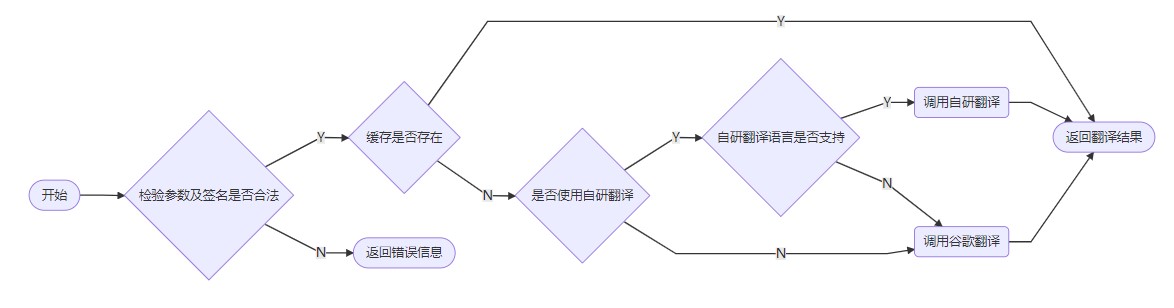 开始
检验参数及签名是否合法
Y
N
缓存是否存在
返回错误信息
Y
N
是否使用自研翻译
Y
N
自研翻译语言是否支持
Y
N
调用自研翻译
调用谷歌翻译
返回翻译结果